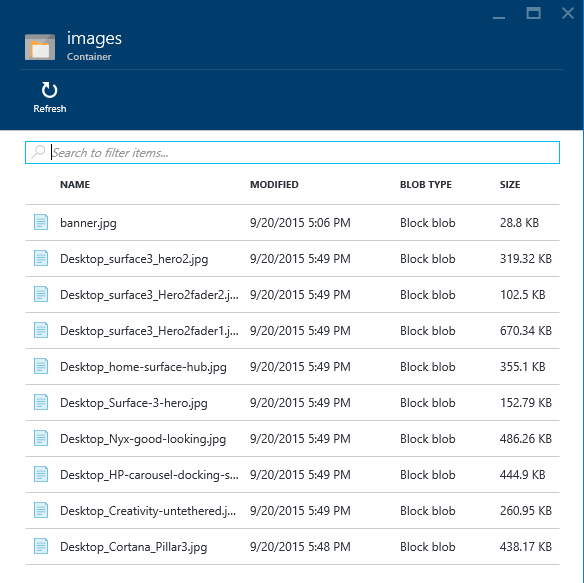 images
Container
Refresh
Search to filter items...
NAME MODIFIED BLOB TYPE SIZE
banner.jpg 9/20/2015 5:06 PM Block blob 28.8 KB
Desktop_surface3_hero2.jpg 9/20/2015 5:49 PM Block blob 319.32 KB
Desktop_surface3_Hero2fader2.j... 9/20/2015 5:49 PM Block blob 102.5 KB
Desktop_surface3_Hero2fader1.j... 9/20/2015 5:49 PM Block blob 670.34 KB
Desktop_home-surface-hub.jpg 9/20/2015 5:49 PM Block blob 355.1 KB
Desktop_Surface-3-hero.jpg 9/20/2015 5:49 PM Block blob 152.79 KB
Desktop_Nyx-good-looking.jpg 9/20/2015 5:49 PM Block blob 486.26 KB
Desktop_HP-carousel-docking-s... 9/20/2015 5:49 PM Block blob 444.9 KB
Desktop_Creativity-untethered.j... 9/20/2015 5:49 PM Block blob 260.95 KB
Desktop_Cortana_Pillar3.jpg 9/20/2015 5:48 PM Block blob 438.17 KB